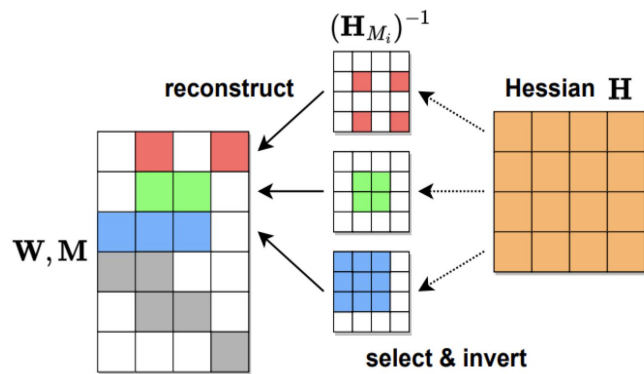 (H_{M_i})^{-1}
reconstruct
Hessian H
W, M
select & invert